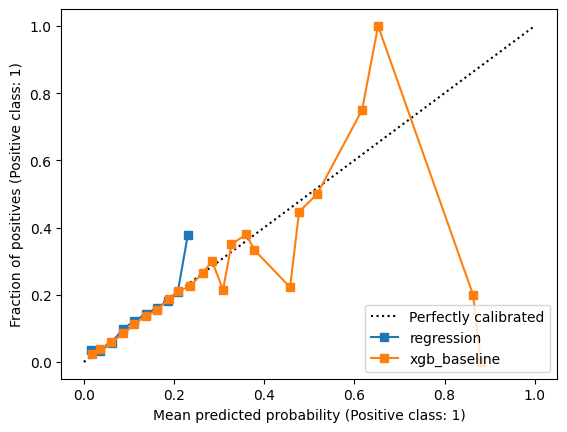 Fraction of positives (Positive class: 1)
1.0
0.8
0.6
0.4
0.2
0.0
Perfectly calibrated
regression
xgb_baseline
0.0 0.2 0.4 0.6 0.8 1.0
Mean predicted probability (Positive class: 1)